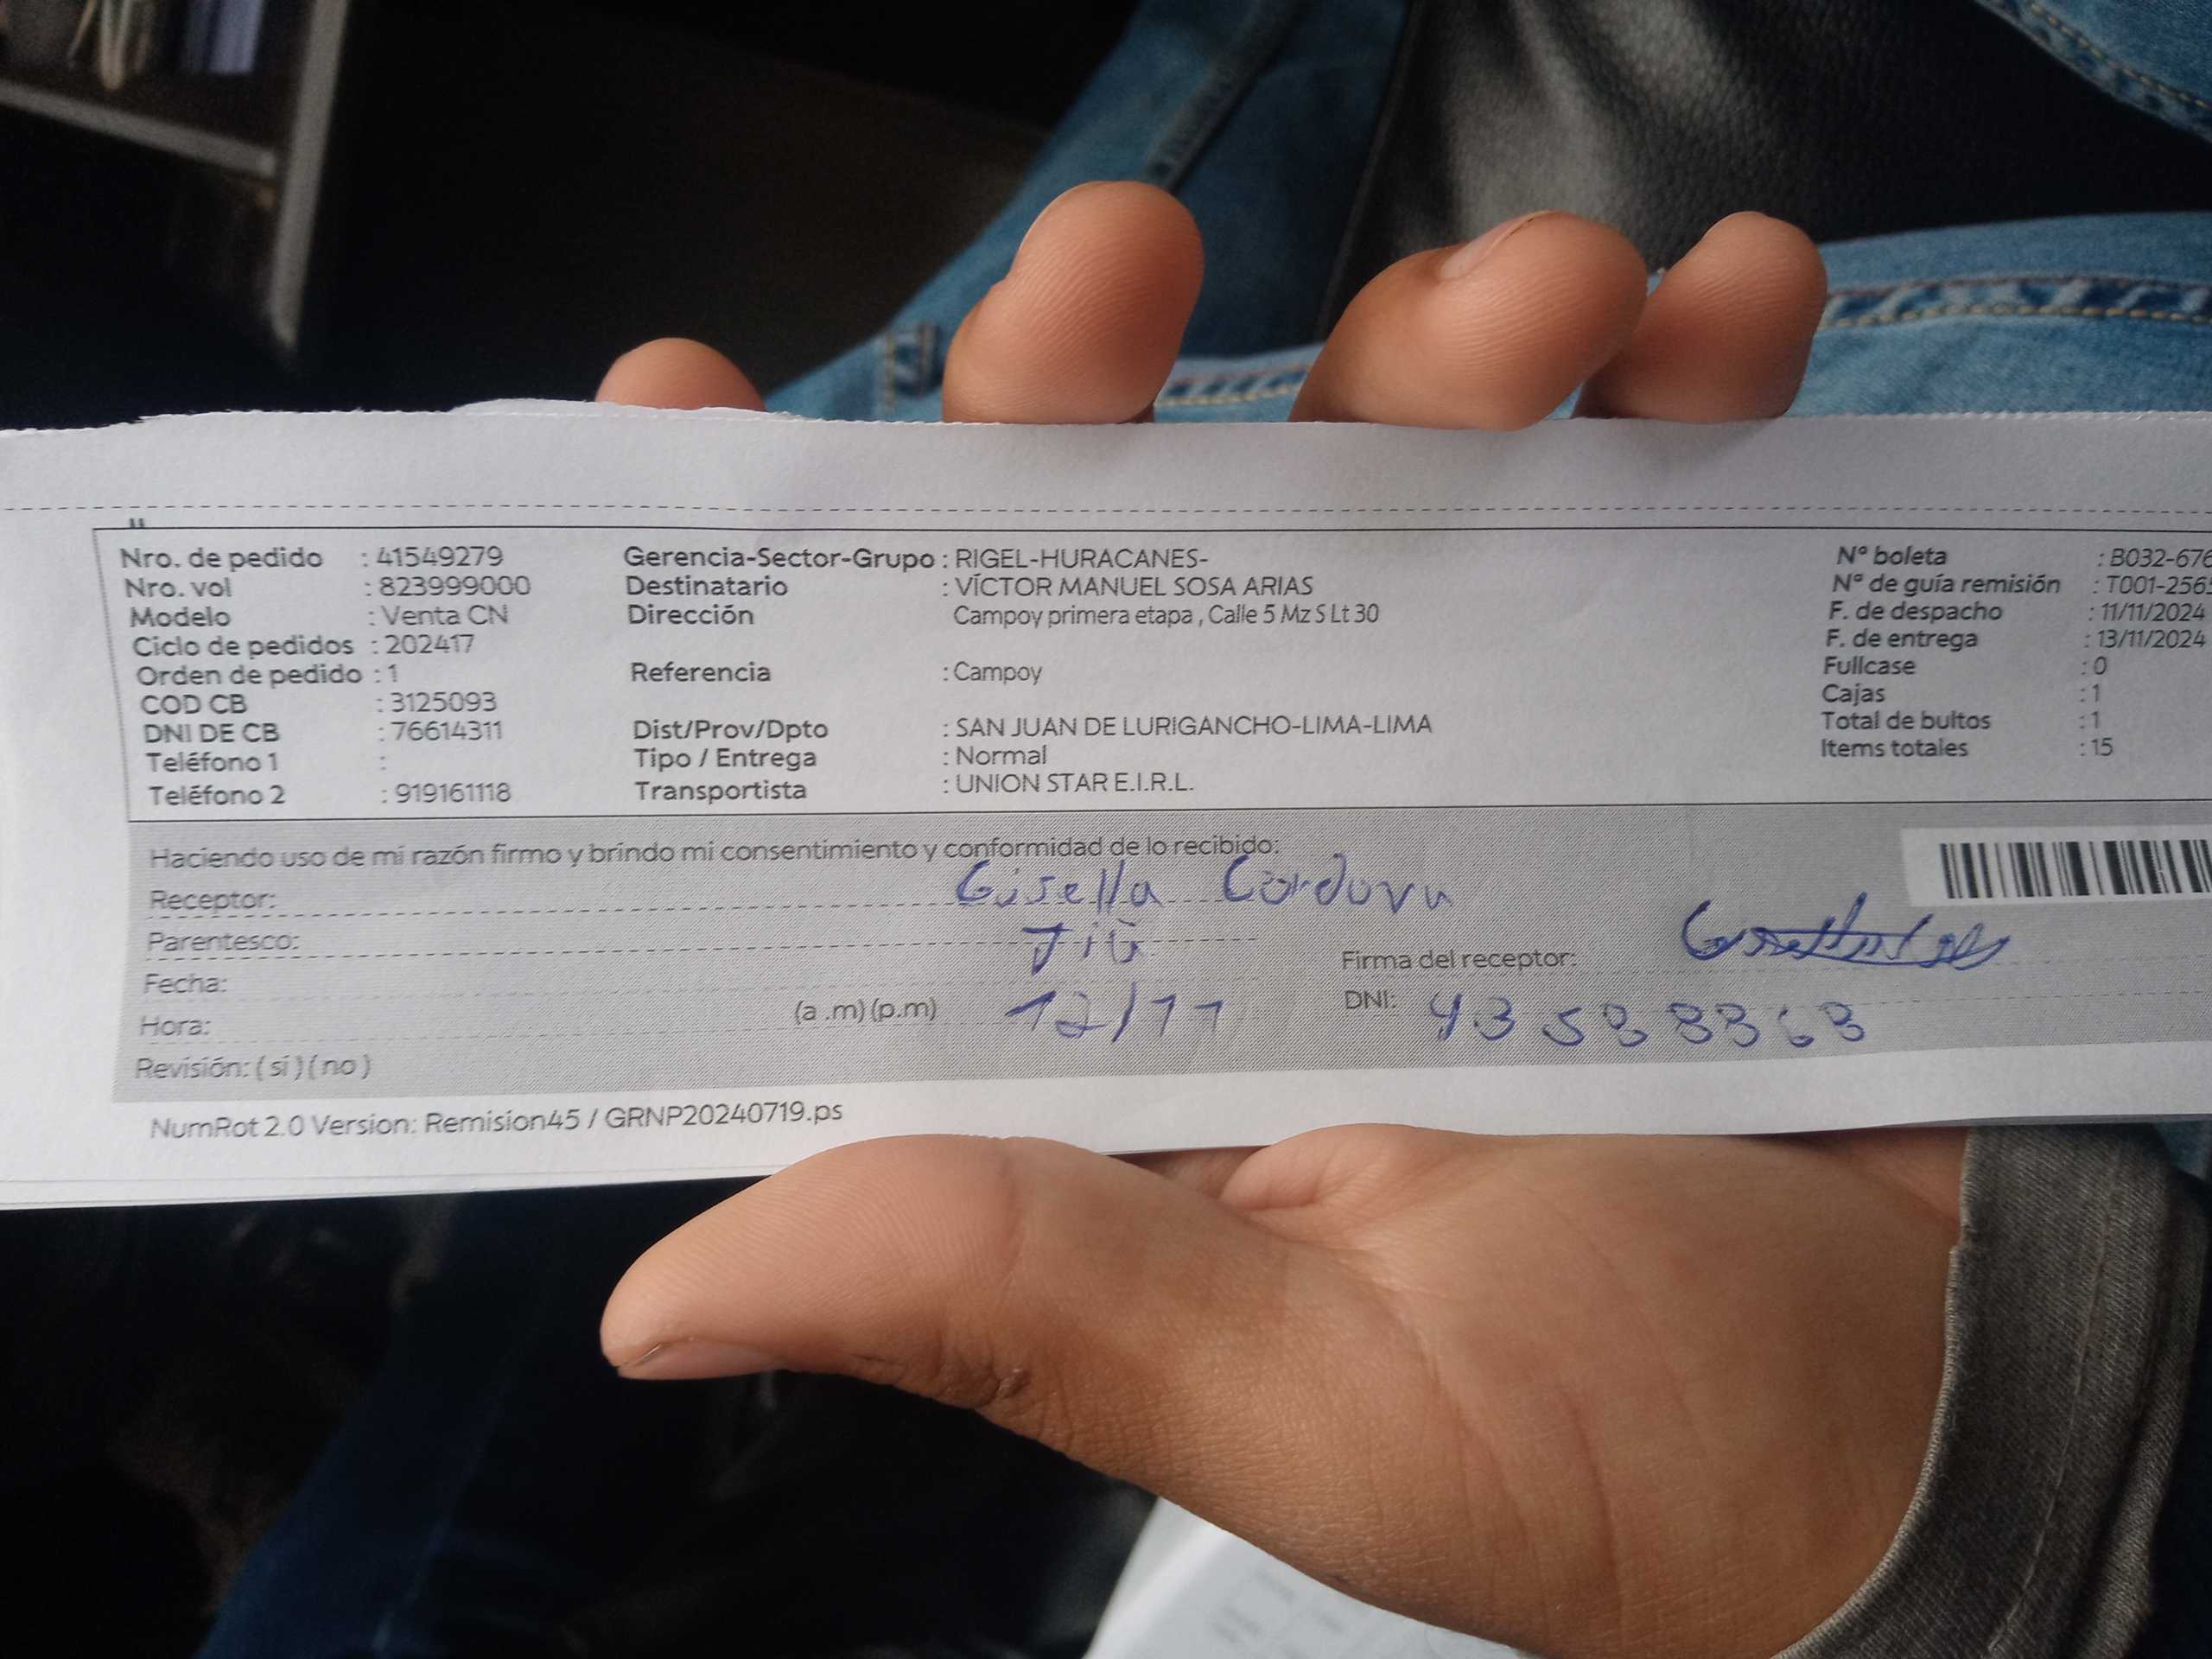 Nro. de pedido : 41549279 Gerencia-Sector-Grupo : RIGEL-HURACANES- N° boleta : B032-676
Nro. vol : 823999000 Destinatario : VÍCTOR MANUEL SOSA ARIAS N° de guía remisión : T001-256
Modelo : Venta CN Dirección Campoy primera etapa , Calle 5 Mz S Lt 30 F. de despacho : 11/11/2024
Ciclo de pedidos : 202417 F. de entrega : 13/11/2024
Orden de pedido : 1 Referencia : Campoy Fullcase : 0
COD CB : 3125093 Cajas : 1
DNI DE CB : 76614311 Dist/Prov/Dpto : SAN JUAN DE LURIGANCHO-LIMA-LIMA Total de bultos : 1
Teléfono 1 : Tipo / Entrega : Normal Items totales : 15
Teléfono 2 : 919161118 Transportista : UNION STAR E.I.R.L.
Haciendo uso de mi razón firmo y brindo mi consentimiento y conformidad de lo recibido:
Receptor: Gisella Cordova
Parentesco: Tia
Fecha: Firma del receptor:
Hora: (a .m) (p.m) 12/11 DNI:
Revisión: ( si ) ( no )
NumRot 2.0 Version: Remision45 / GRNP20240719.ps